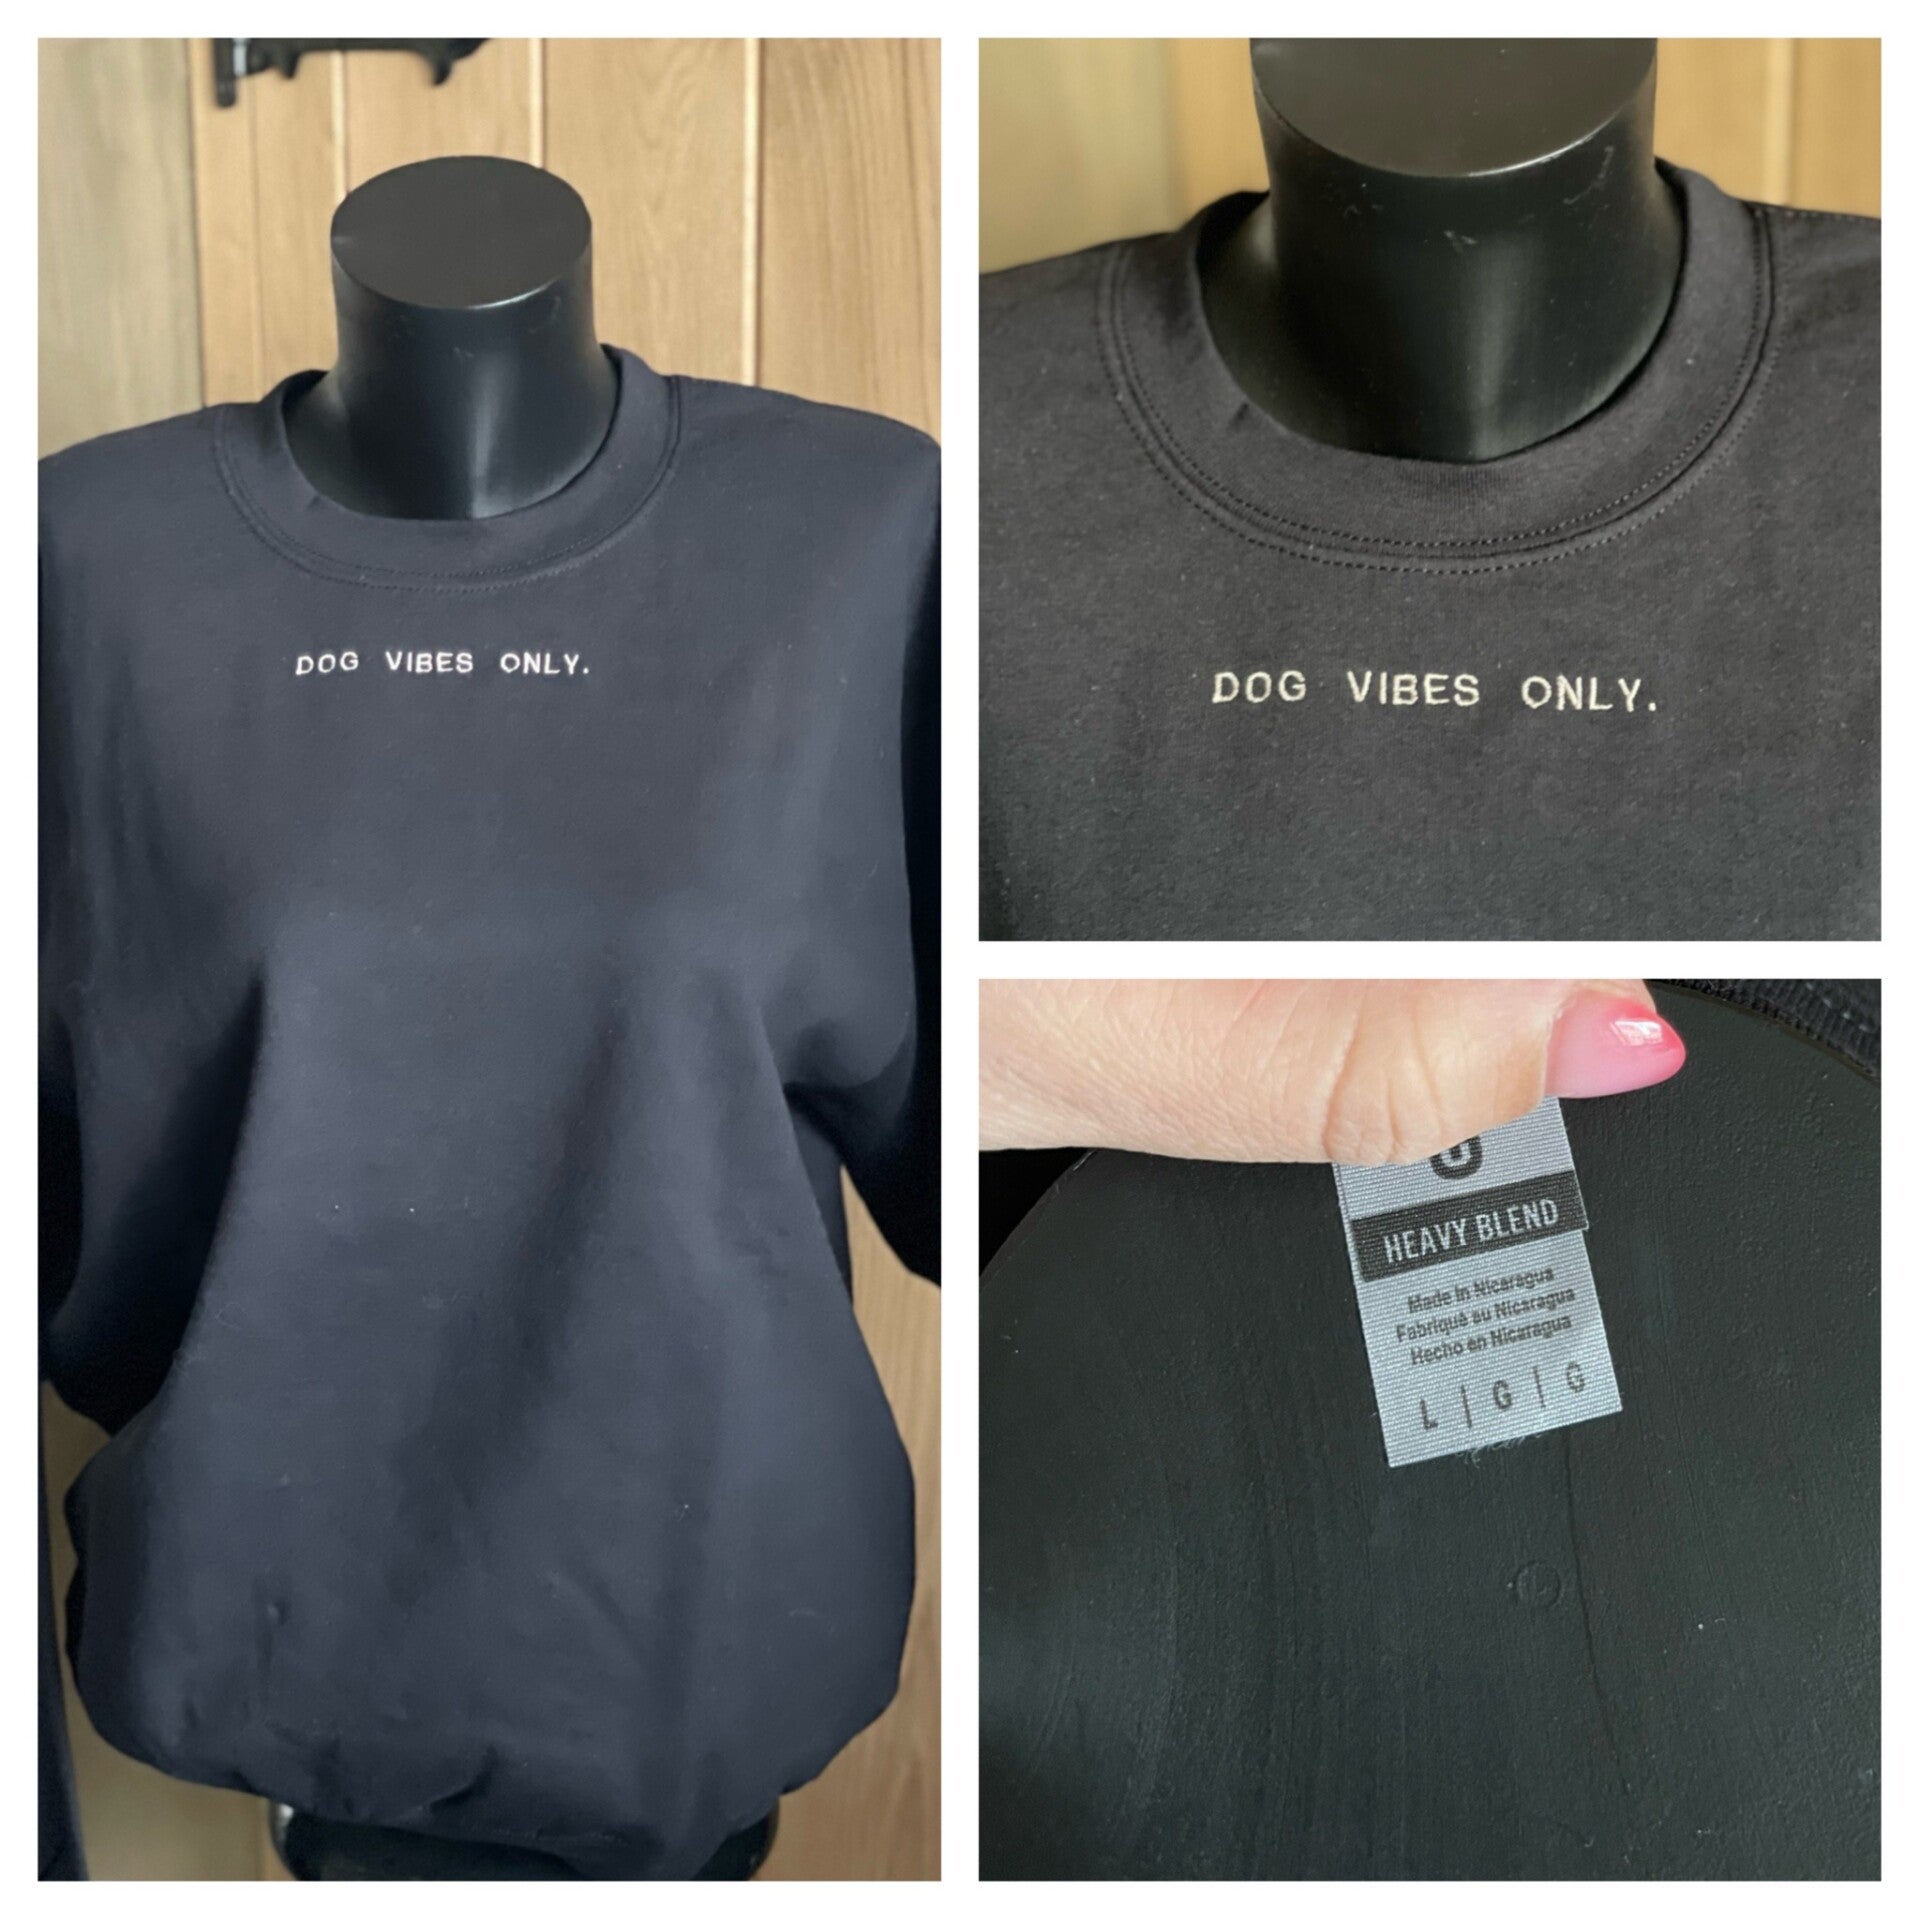 DOG VIBES ONLY.
DOG VIBES ONLY.
HEAVY BLEND
Made in Nicaragua
Fabriqué au Nicaragua
Hecho en Nicaragua
L | G | G